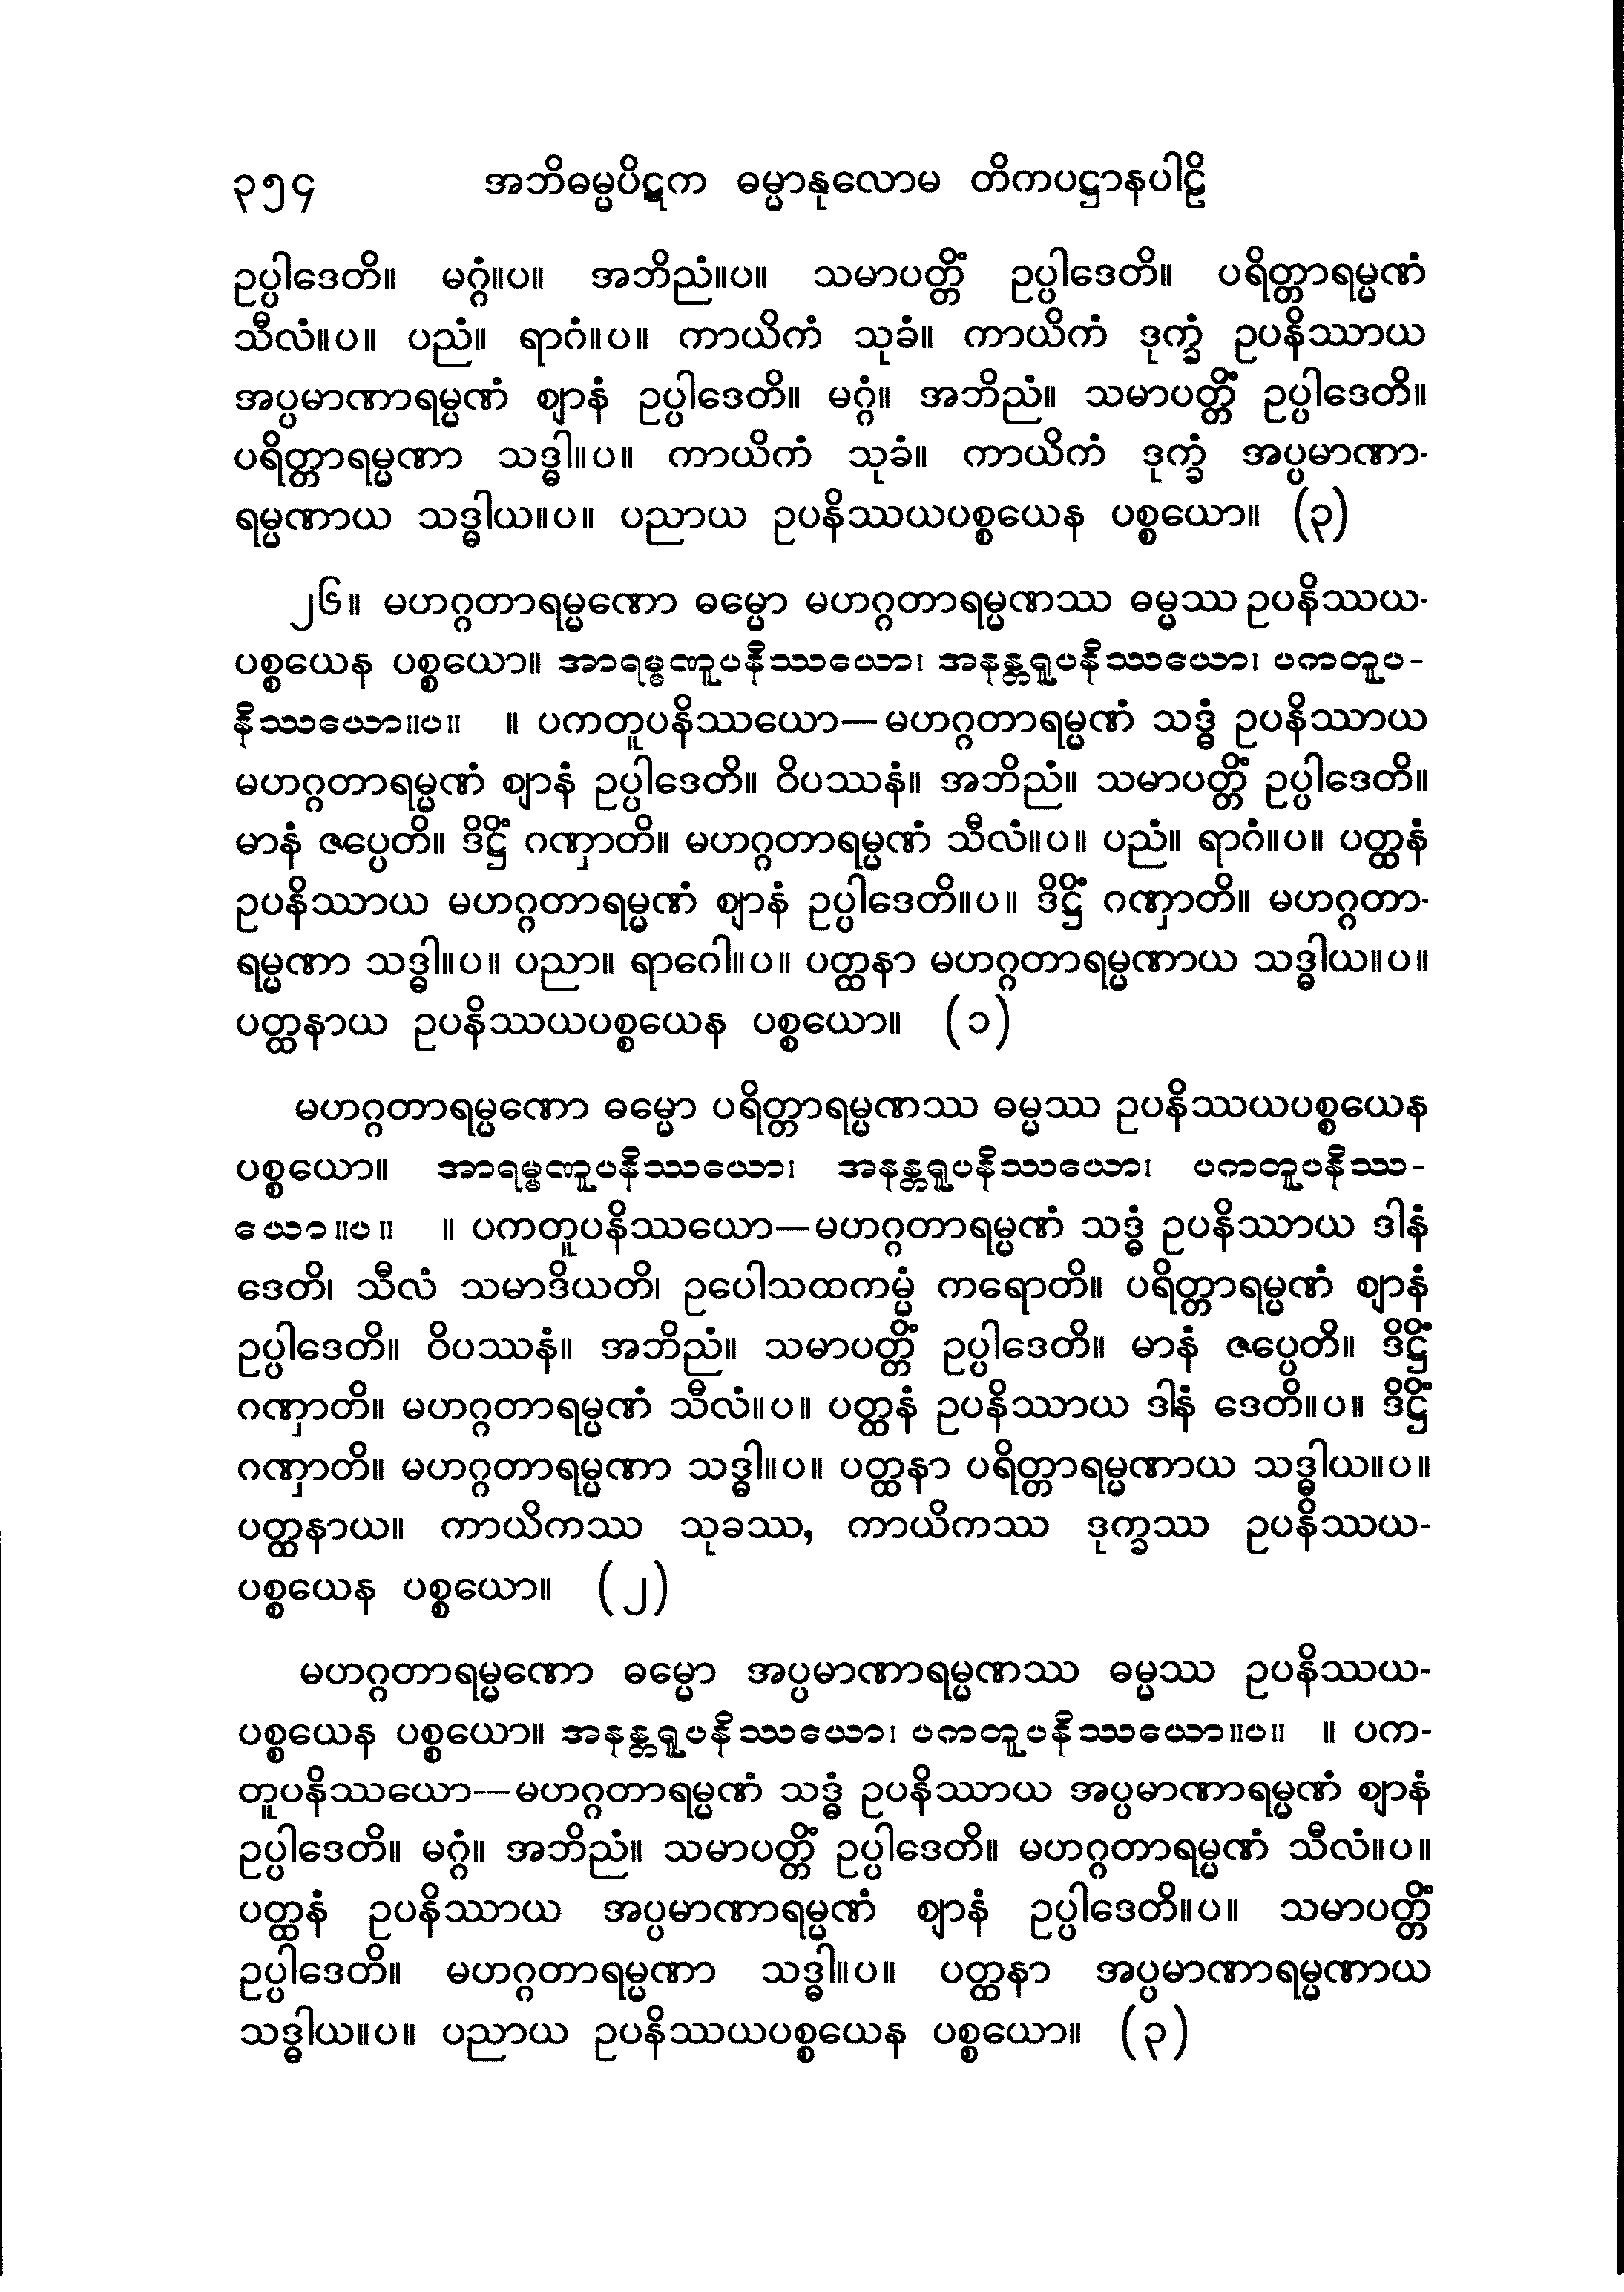 ၃၅၄ အဘိဓမ္မပိဋက ဓမ္မာနုလောမ တိကပဋ္ဌာနပါဠိ
ဥပ္ပါဒေတိ။ မဂ္ဂံ။ပ။ အဘိညံ။ပ။ သမာပတ္တိံ ဥပ္ပါဒေတိ။ ပရိတ္တာရမ္မဏံ
သီလံ။ပ။ ပညံ။ ရာဂံ။ပ။ ကာယိကံ သုခံ။ ကာယိကံ ဒုက္ခံ ဥပနိဿာယ
အပ္ပမာဏာရမ္မဏံ ဈာနံ ဥပ္ပါဒေတိ။ မဂ္ဂံ။ အဘိညံ။ သမာပတ္တိံ ဥပ္ပါဒေတိ။
ပရိတ္တာရမ္မဏာ သဒ္ဓါ။ပ။ ကာယိကံ သုခံ။ ကာယိကံ ဒုက္ခံ အပ္ပမာဏာ-
ရမ္မဏာယ သဒ္ဓါယ။ပ။ ပညာယ ဥပနိဿယပစ္စယေန ပစ္စယော။ (၃)
၂၆။ မဟဂ္ဂတာရမ္မဏော ဓမ္မော မဟဂ္ဂတာရမ္မဏဿ ဓမ္မဿ ဥပနိဿယ-
ပစ္စယေန ပစ္စယော။ အာရမ္မဏူပနိဿယော၊ အနန္တရူပနိဿယော၊ ပကတူပ-
နိဿယော။ပ။ ။ ပကတူပနိဿယော—မဟဂ္ဂတာရမ္မဏံ သဒ္ဓံ ဥပနိဿာယ
မဟဂ္ဂတာရမ္မဏံ ဈာနံ ဥပ္ပါဒေတိ။ ဝိပဿနံ။ အဘိညံ။ သမာပတ္တိံ ဥပ္ပါဒေတိ။
မာနံ ဇပ္ပေတိ။ ဒိဋ္ဌိံ ဂဏှာတိ။ မဟဂ္ဂတာရမ္မဏံ သီလံ။ပ။ ပညံ။ ရာဂံ။ပ။ ပတ္ထနံ
ဥပနိဿာယ မဟဂ္ဂတာရမ္မဏံ ဈာနံ ဥပ္ပါဒေတိ။ပ။ ဒိဋ္ဌိံ ဂဏှာတိ။ မဟဂ္ဂတာ-
ရမ္မဏာ သဒ္ဓါ။ပ။ ပညာ။ ရာဂေါ။ပ။ ပတ္ထနာ မဟဂ္ဂတာရမ္မဏာယ သဒ္ဓါယ။ပ။
ပတ္ထနာယ ဥပနိဿယပစ္စယေန ပစ္စယော။ (၁)
မဟဂ္ဂတာရမ္မဏော ဓမ္မော ပရိတ္တာရမ္မဏဿ ဓမ္မဿ ဥပနိဿယပစ္စယေန
ပစ္စယော။ အာရမ္မဏူပနိဿယော၊ အနန္တရူပနိဿယော၊ ပကတူပနိဿ-
ယော။ပ။ ။ ပကတူပနိဿယော—မဟဂ္ဂတာရမ္မဏံ သဒ္ဓံ ဥပနိဿာယ ဒါနံ
ဒေတိ၊ သီလံ သမာဒိယတိ၊ ဥပေါသထကမ္မံ ကရောတိ။ ပရိတ္တာရမ္မဏံ ဈာနံ
ဥပ္ပါဒေတိ။ ဝိပဿနံ။ အဘိညံ။ သမာပတ္တိံ ဥပ္ပါဒေတိ။ မာနံ ဇပ္ပေတိ။ ဒိဋ္ဌိံ
ဂဏှာတိ။ မဟဂ္ဂတာရမ္မဏံ သီလံ။ပ။ ပတ္ထနံ ဥပနိဿာယ ဒါနံ ဒေတိ။ပ။ ဒိဋ္ဌိံ
ဂဏှာတိ။ မဟဂ္ဂတာရမ္မဏာ သဒ္ဓါ။ပ။ ပတ္ထနာ ပရိတ္တာရမ္မဏာယ သဒ္ဓါယ။ပ။
ပတ္ထနာယ။ ကာယိကဿ သုခဿ, ကာယိကဿ ဒုက္ခဿ ဥပနိဿယ-
ပစ္စယေန ပစ္စယော။ (၂)
မဟဂ္ဂတာရမ္မဏော ဓမ္မော အပ္ပမာဏာရမ္မဏဿ ဓမ္မဿ ဥပနိဿယ-
ပစ္စယေန ပစ္စယော။ အနန္တရူပနိဿယော၊ ပကတူပနိဿယော။ပ။ ။ ပက-
တူပနိဿယော--မဟဂ္ဂတာရမ္မဏံ သဒ္ဓံ ဥပနိဿာယ အပ္ပမာဏာရမ္မဏံ ဈာနံ
ဥပ္ပါဒေတိ။ မဂ္ဂံ။ အဘိညံ။ သမာပတ္တိံ ဥပ္ပါဒေတိ။ မဟဂ္ဂတာရမ္မဏံ သီလံ။ပ။
ပတ္ထနံ ဥပနိဿာယ အပ္ပမာဏာရမ္မဏံ ဈာနံ ဥပ္ပါဒေတိ။ပ။ သမာပတ္တိံ
ဥပ္ပါဒေတိ။ မဟဂ္ဂတာရမ္မဏာ သဒ္ဓါ။ပ။ ပတ္ထနာ အပ္ပမာဏာရမ္မဏာယ
သဒ္ဓါယ။ပ။ ပညာယ ဥပနိဿယပစ္စယေန ပစ္စယော။ (၃)